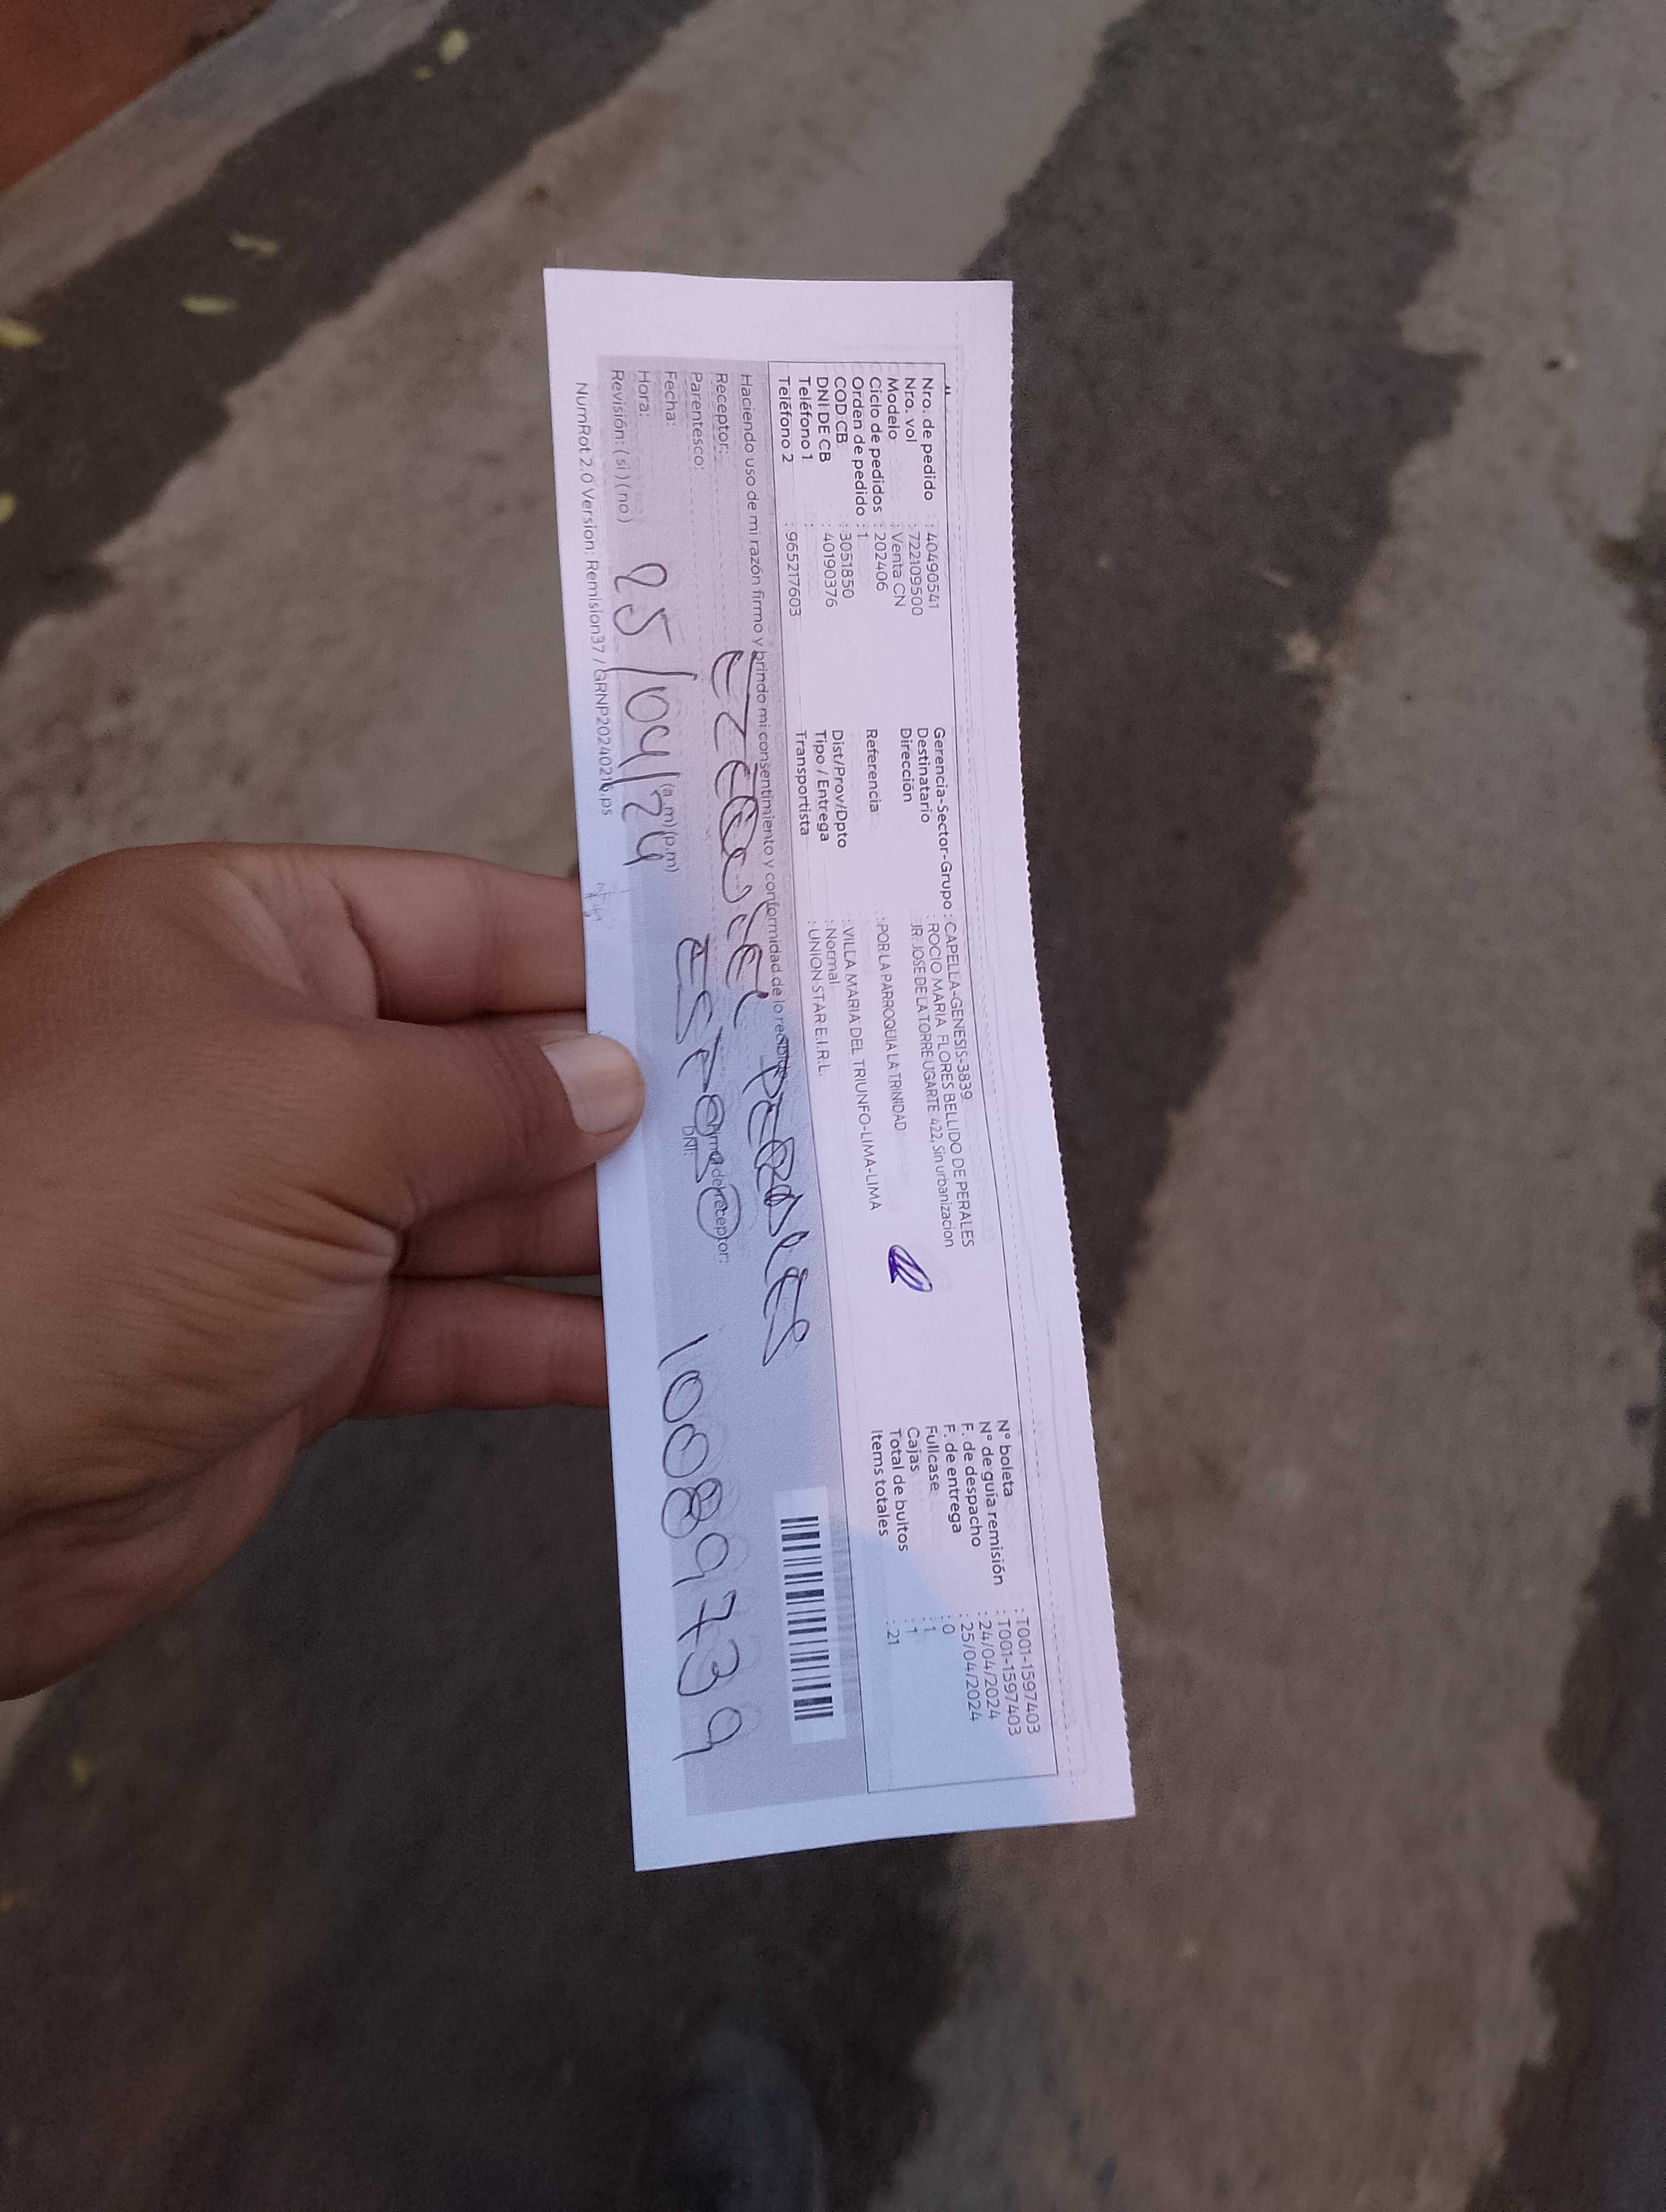 Nro. de pedido : 40490541
Nro. vol : 722109500
Modelo : Venta CN
Ciclo de pedidos : 202406
Orden de pedido : 1
COD CB : 3051850
DNI DE CB : 40190376
Teléfono 1 :
Teléfono 2 : 965217603
Gerencia-Sector-Grupo : CAPELLA-GENESIS-3839
Destinatario : ROCIO MARIA FLORES BELLIDO DE PERALES
Dirección : JR. JOSE DE LA TORRE UGARTE 422, Sin urbanizacion
Referencia : POR LA PARROQUIA LA TRINIDAD
Dist/Prov/Dpto : VILLA MARIA DEL TRIUNFO-LIMA-LIMA
Tipo / Entrega : Normal
Transportista : UNION STAR E.I.R.L.
N° boleta : T001-1597403
N° de guia remisión : T001-1597403
F. de despacho : 24/04/2024
F. de entrega : 25/04/2024
Fullcase : 0
Cajas : 1
Total de bultos : 1
Items totales : 21
Haciendo uso de mi razón firmo y brindo mi consentimiento y conformidad de lo
Receptor: PERALES
Parentesco: ESPOSO
Fecha:
Hora: (a.m) (p.m)
Revisión: ( si ) ( no )
25/04/24
Firma del receptor:
DNI:
10089739
NumRot 2.0 Version: Remision37 / GRNP20240216.ps